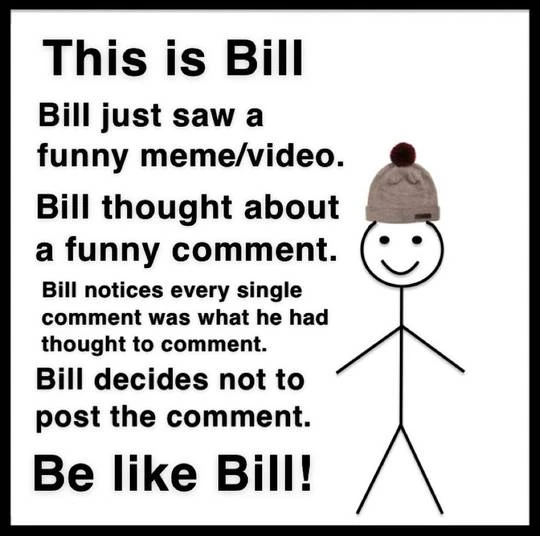 This is Bill
Bill just saw a
funny meme/video.
Bill thought about
a funny comment.
Bill notices every single
comment was what he had
thought to comment.
Bill decides not to
post the comment.
Be like Bill!